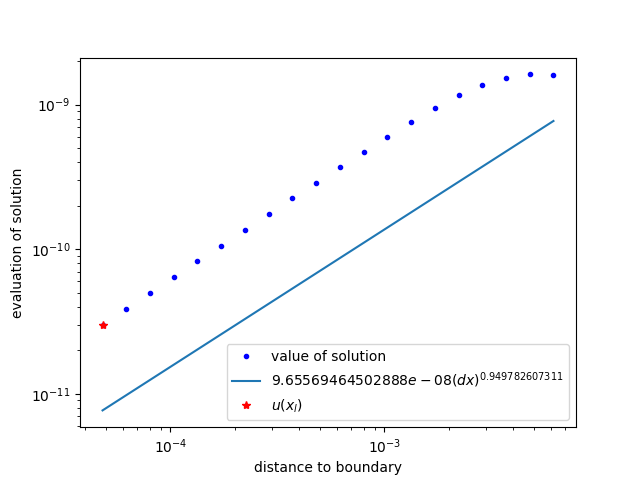 10⁻⁹
10⁻¹⁰
10⁻¹¹
evaluation of solution
value of solution
9.65569464502888e − 08(dx)^0.949782607311
u(x_l)
10⁻⁴
10⁻³
distance to boundary